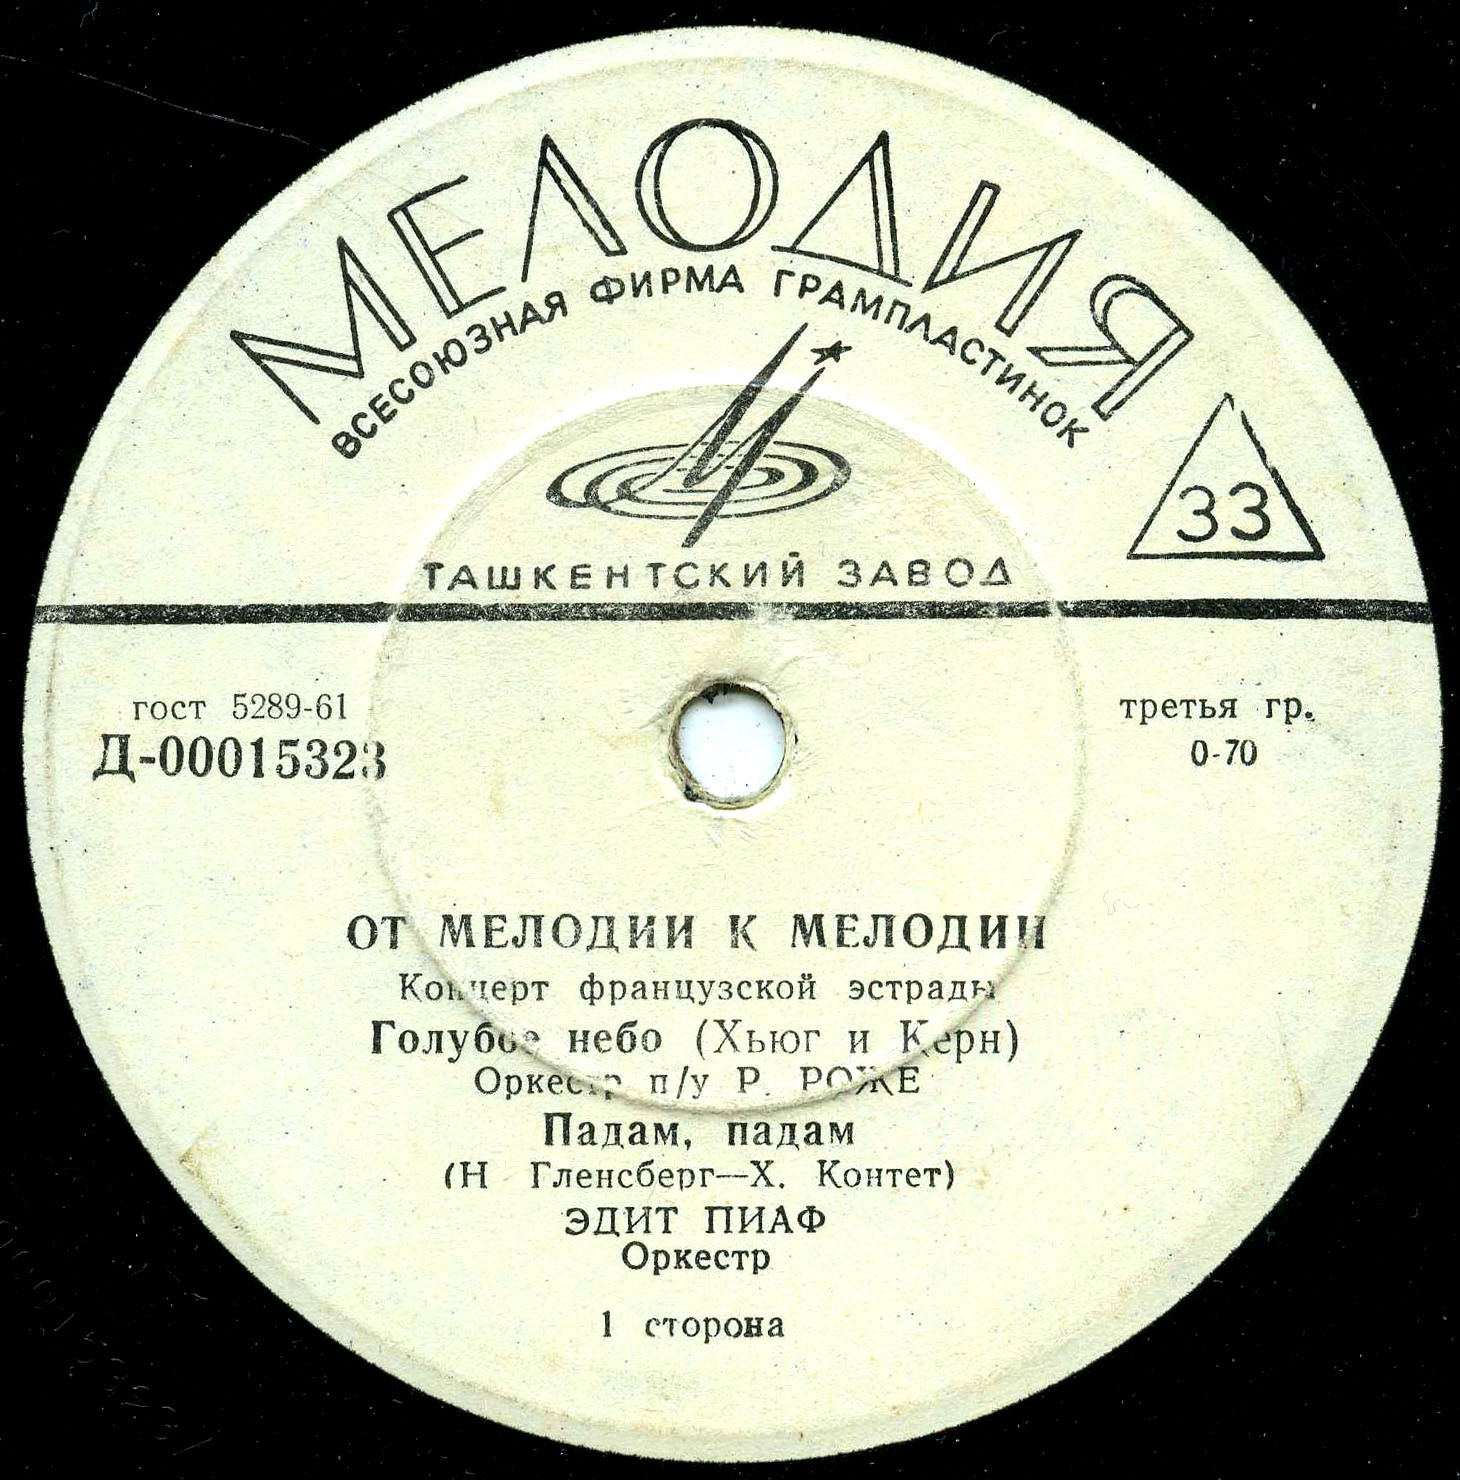 МЕЛОДИЯ
ВСЕСОЮЗНАЯ ФИРМА ГРАМПЛАСТИНОК
33
ТАШКЕНТСКИЙ ЗАВОД
гост 5289-61
третья гр.
Д-00015323
0-70
ОТ МЕЛОДИИ К МЕЛОДИИ
Концерт французской эстрады
Голубое небо (Хьюг и Керн)
Оркестр п/у Р. РОЖЕ
Падам, падам
(Н Гленсберг—Х. Контет)
ЭДИТ ПИАФ
Оркестр
1 сторона